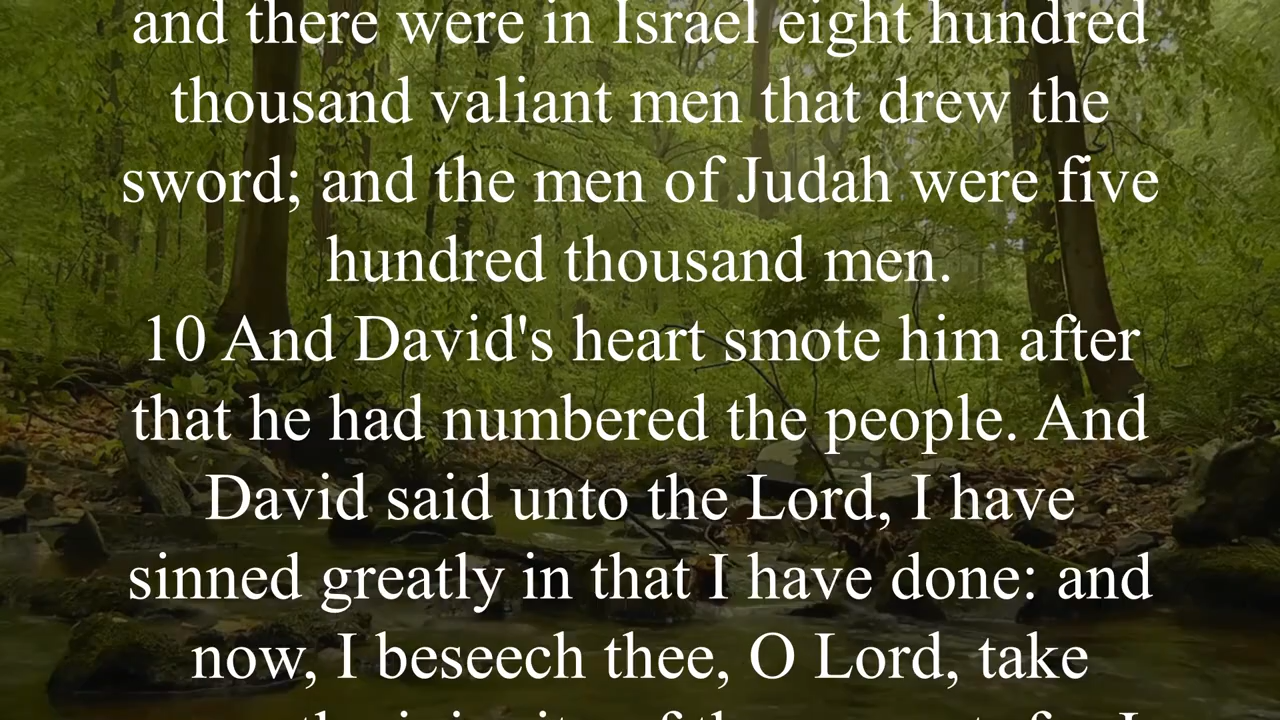 and there were in Israel eight hundred
thousand valiant men that drew the
sword; and the men of Judah were five
hundred thousand men.
10 And David's heart smote him after
that he had numbered the people. And
David said unto the Lord, I have
sinned greatly in that I have done: and
now, I beseech thee, O Lord, take